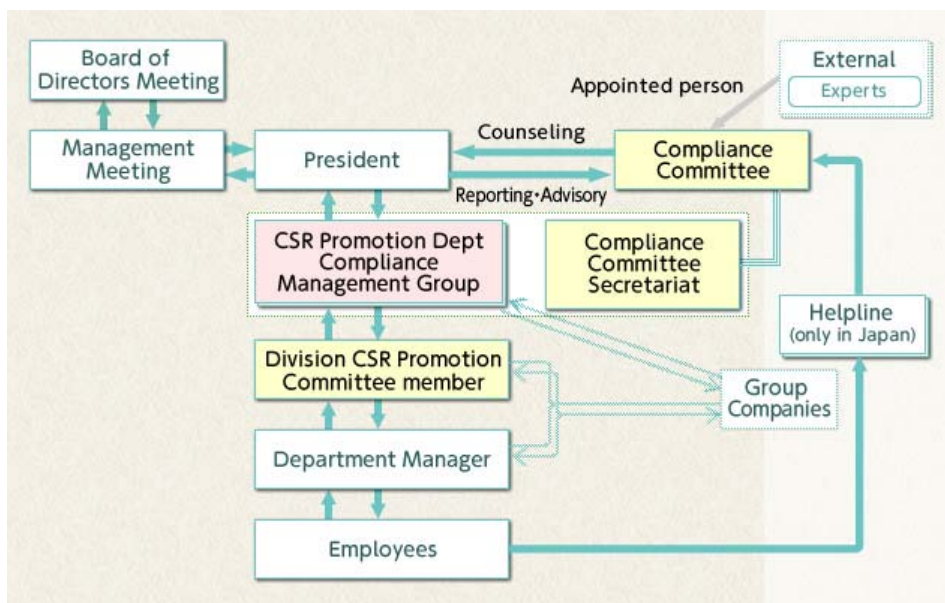 Board of
Directors Meeting
External
Experts
Appointed person
Management
Meeting
President
Counseling
Compliance
Committee
Reporting・Advisory
CSR Promotion Dept
Compliance
Management Group
Compliance
Committee
Secretariat
Helpline
(only in Japan)
Division CSR Promotion
Committee member
Group
Companies
Department Manager
Employees